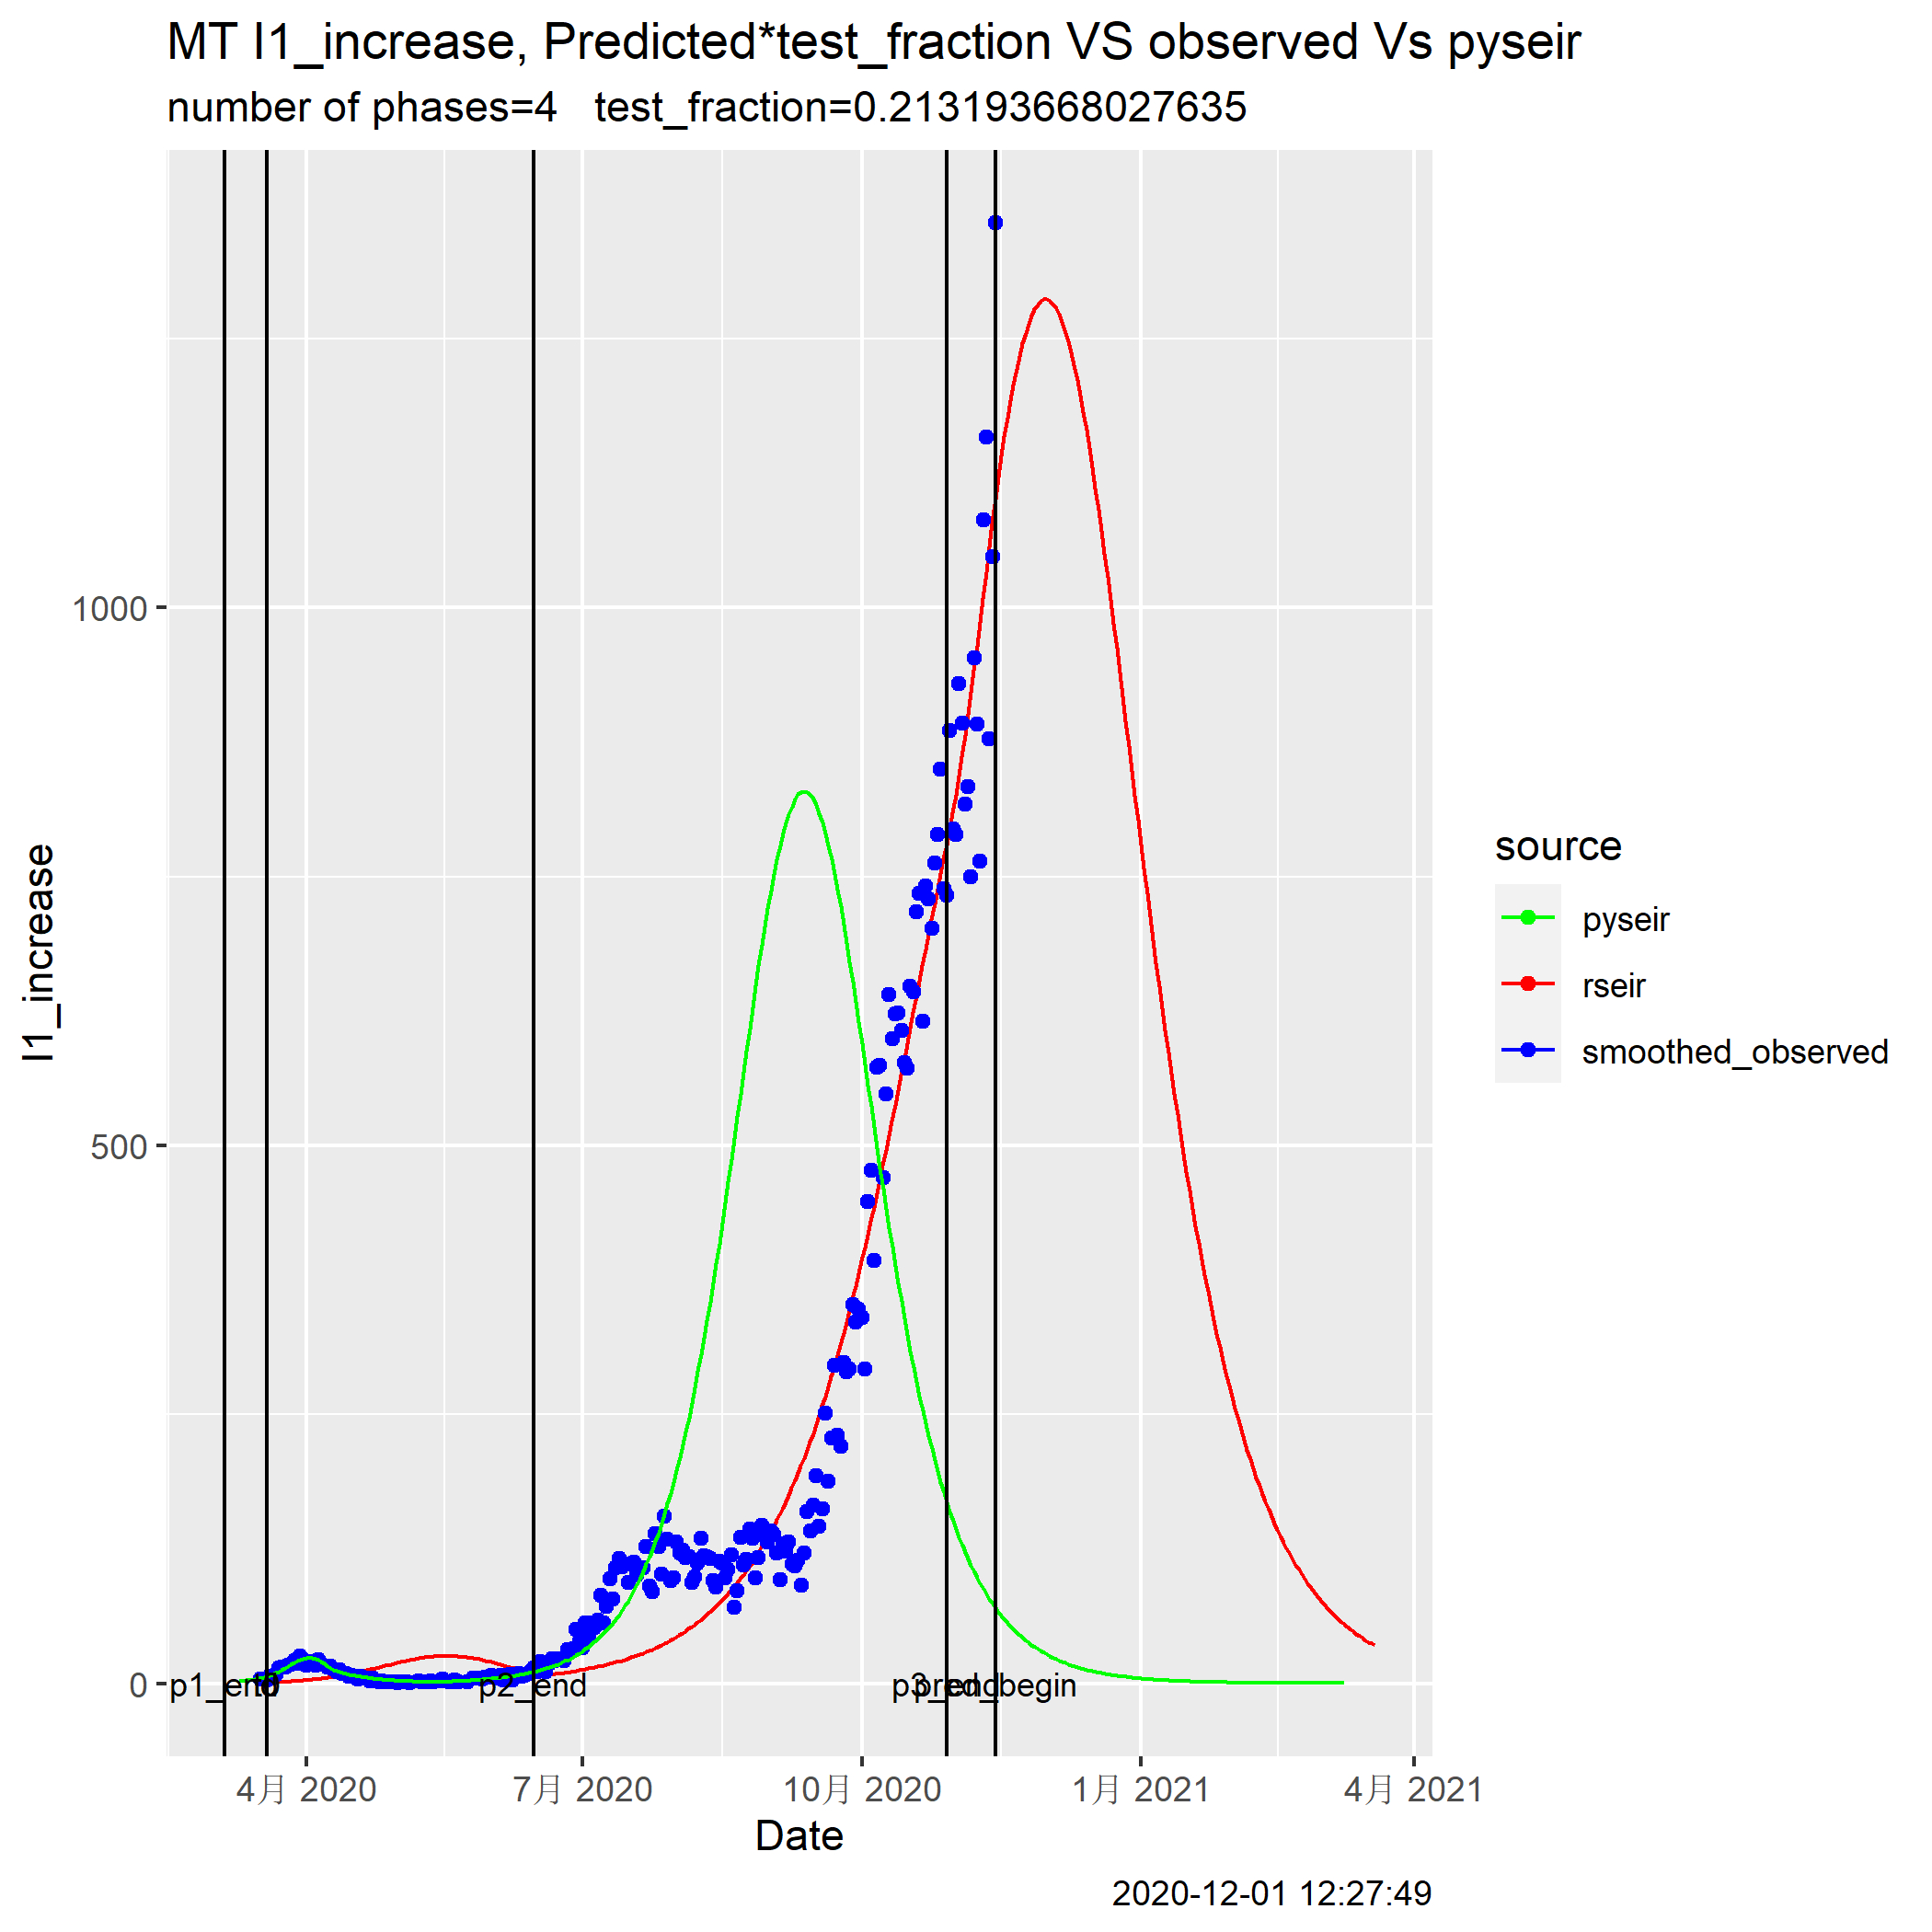 MT I1_increase, Predicted*test_fraction VS observed Vs pyseir
number of phases=4 test_fraction=0.213193668027635
I1_increase
1000
500
0
p1_end
p2_end
p3_end
pred_begin
4月 2020
7月 2020
10月 2020
1月 2021
4月 2021
Date
source
pyseir
rseir
smoothed_observed
2020-12-01 12:27:49